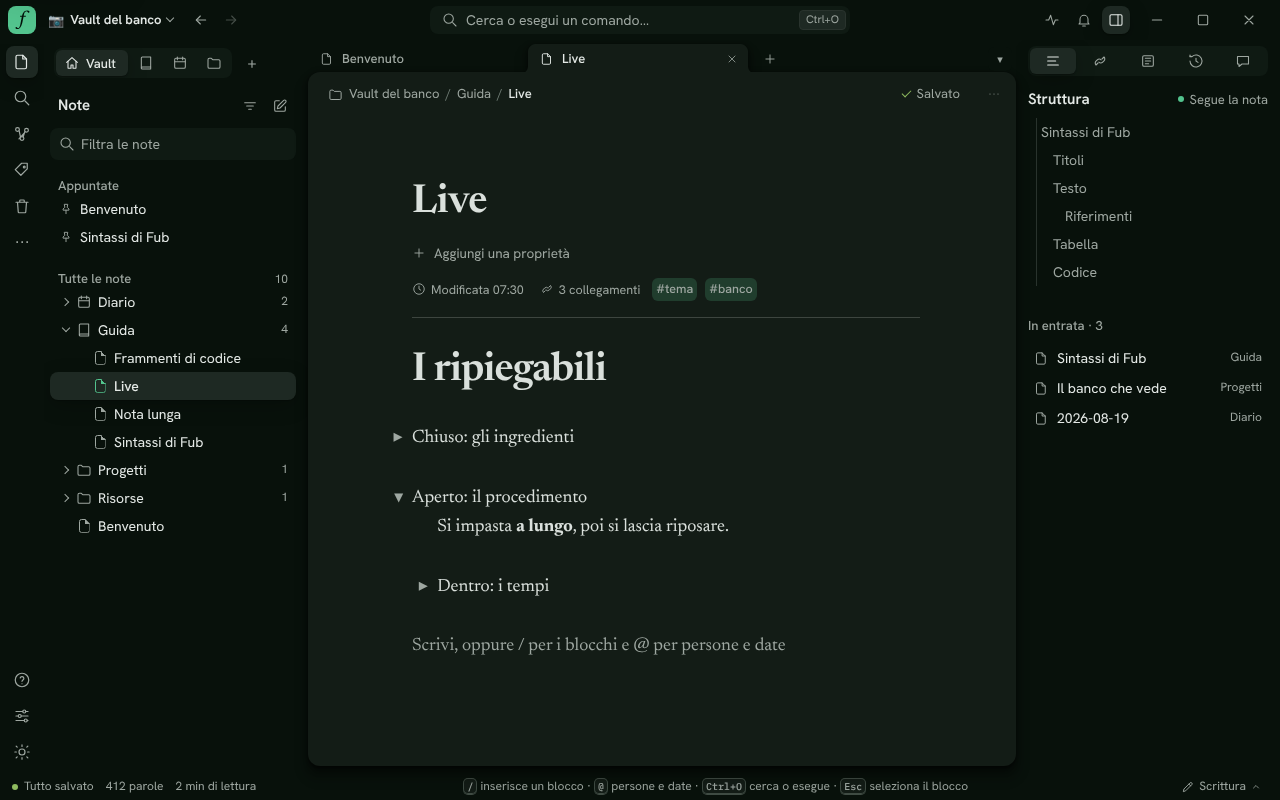 f Vault del banco
Cerca o esegui un comando... Ctrl+O
Vault
Benvenuto
Live
Note
Filtra le note
Appuntate
Benvenuto
Sintassi di Fub
Tutte le note 10
Diario 2
Guida 4
Frammenti di codice
Live
Nota lunga
Sintassi di Fub
Progetti 1
Risorse 1
Benvenuto
Vault del banco / Guida / Live
Salvato
Live
Aggiungi una proprietà
Modificata 07:30 3 collegamenti #tema #banco
I ripiegabili
Chiuso: gli ingredienti
Aperto: il procedimento
Si impasta a lungo, poi si lascia riposare.
Dentro: i tempi
Scrivi, oppure / per i blocchi e @ per persone e date
Struttura Segue la nota
Sintassi di Fub
Titoli
Testo
Riferimenti
Tabella
Codice
In entrata · 3
Sintassi di Fub Guida
Il banco che vede Progetti
2026-08-19 Diario
Tutto salvato 412 parole 2 min di lettura
/ inserisce un blocco · @ persone e date · Ctrl+O cerca o esegue · Esc seleziona il blocco
Scrittura